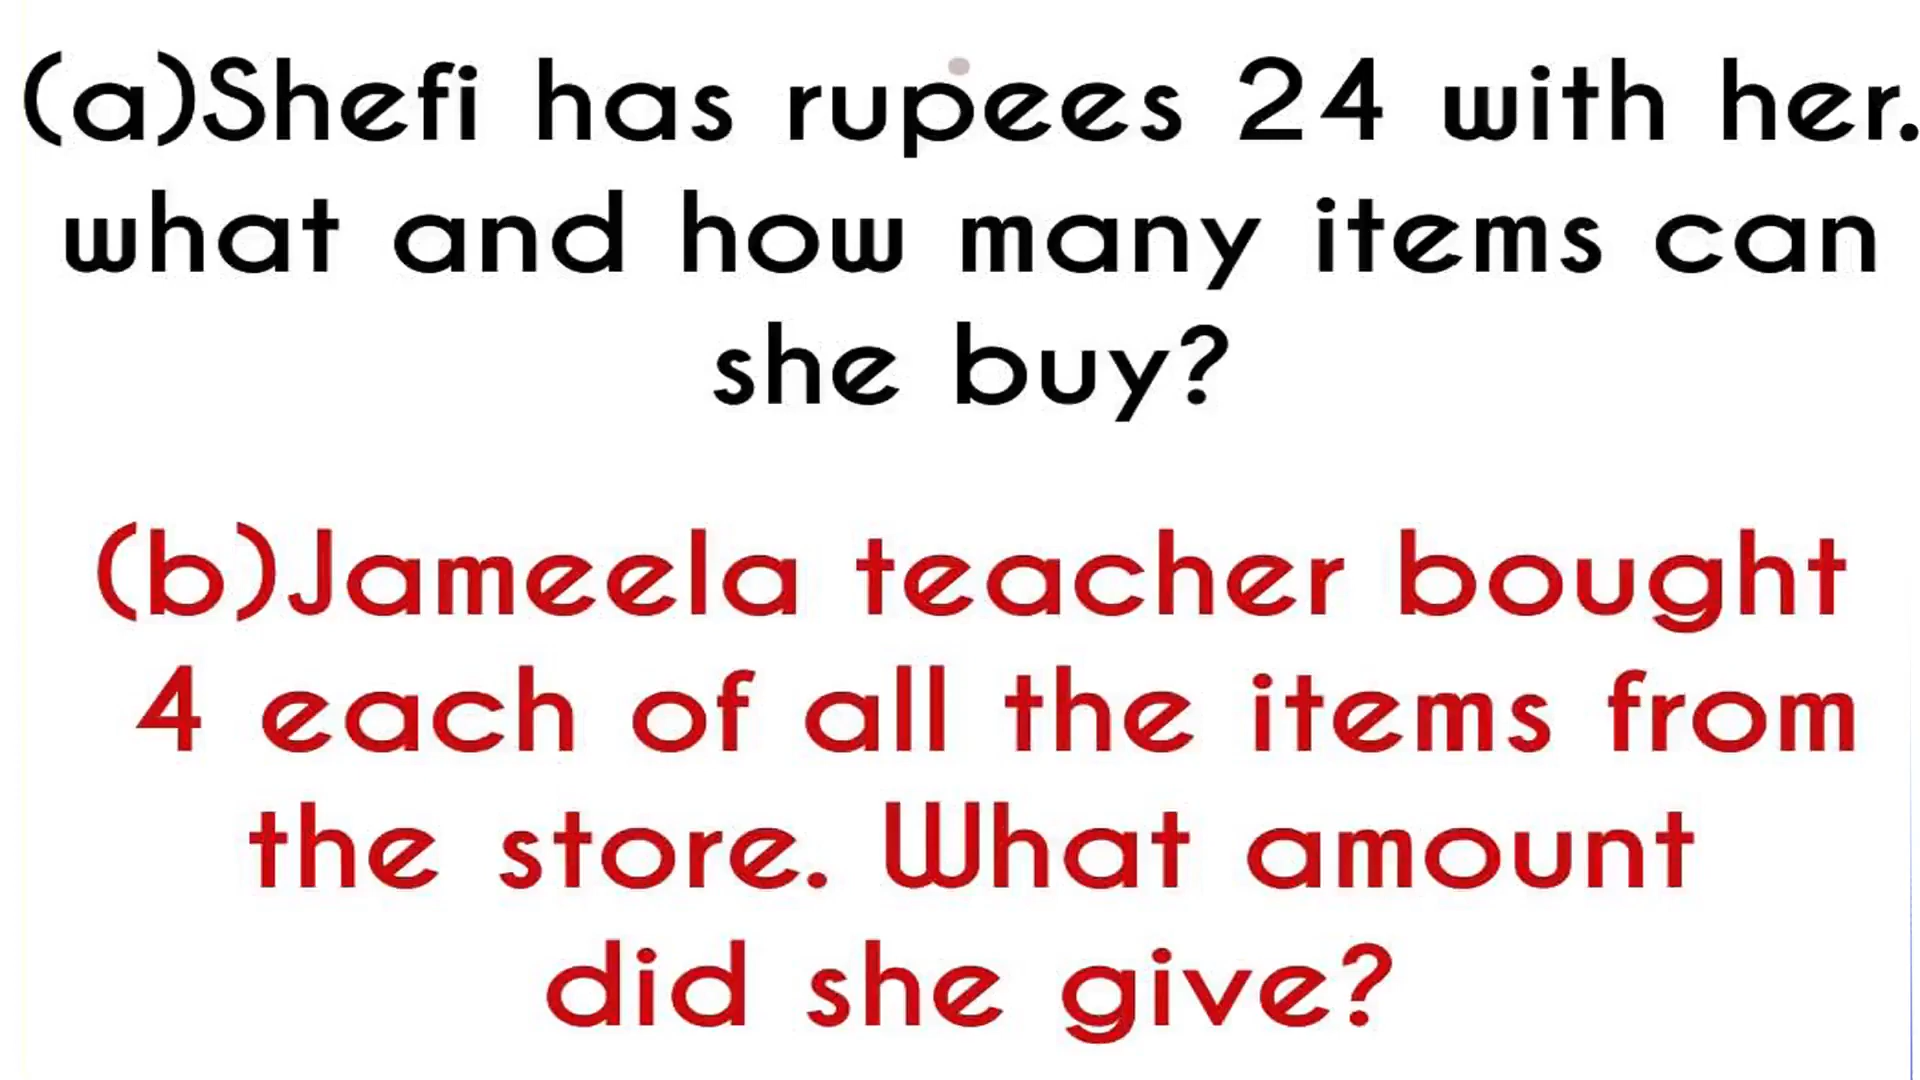 (a)Shefi has rupees 24 with her.
what and how many items can
she buy?
(b)Jameela teacher bought
4 each of all the items from
the store. What amount
did she give?